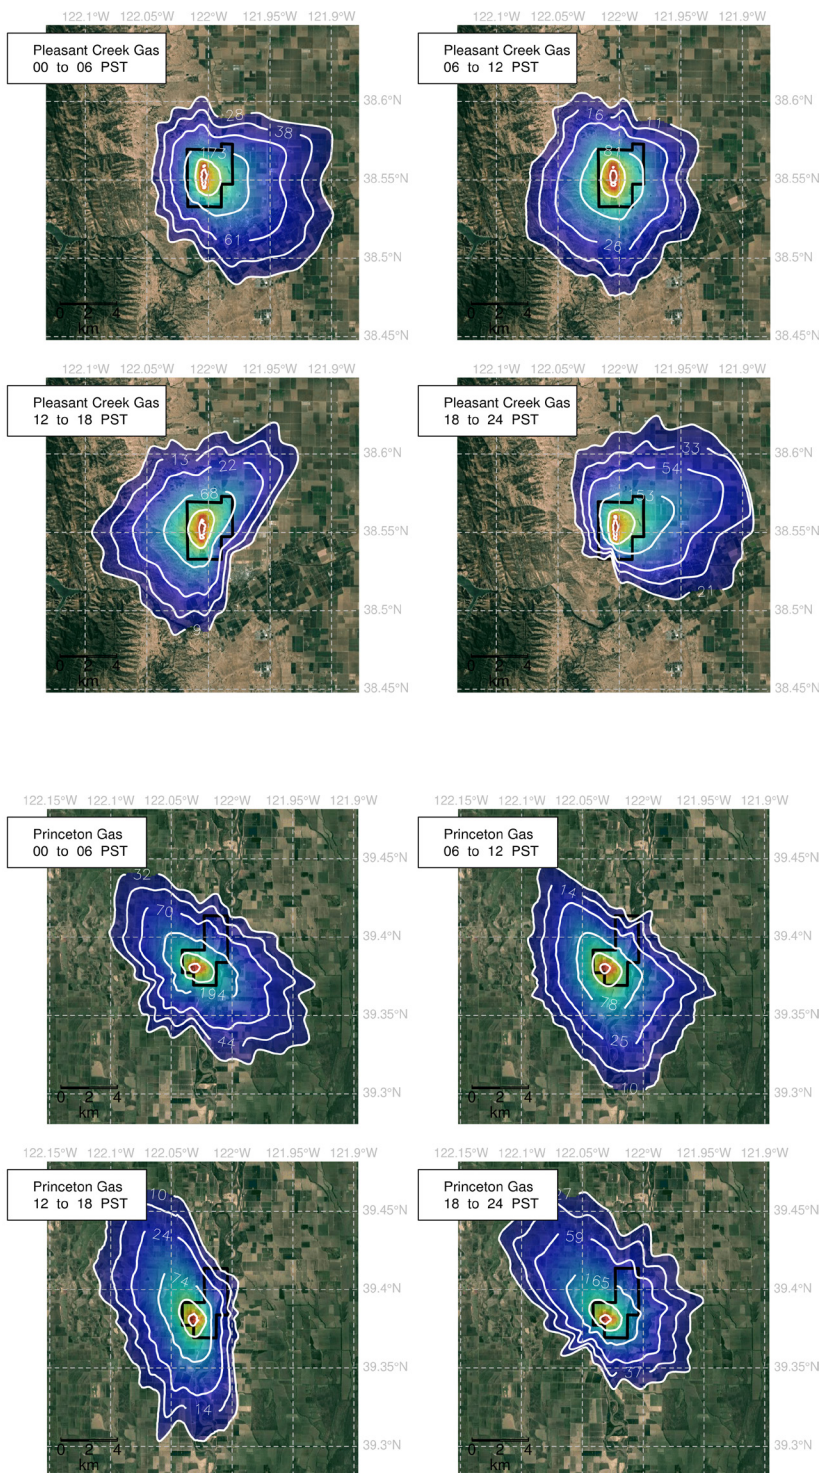 Pleasant Creek Gas
00 to 06 PST
122.1°W 122.05°W 122°W 121.95°W 121.9°W
28
38
173
61
0 2 4
km
38.6°N
38.55°N
38.5°N
38.45°N
Pleasant Creek Gas
06 to 12 PST
122.1°W 122.05°W 122°W 121.95°W 121.9°W
16
11
81
26
0 2 4
km
38.6°N
38.55°N
38.5°N
38.45°N
Pleasant Creek Gas
12 to 18 PST
122.1°W 122.05°W 122°W 121.95°W 121.9°W
13
22
68
9
0 2 4
km
38.6°N
38.55°N
38.5°N
38.45°N
Pleasant Creek Gas
18 to 24 PST
122.1°W 122.05°W 122°W 121.95°W 121.9°W
33
54
21
0 2 4
km
38.6°N
38.55°N
38.5°N
38.45°N
Princeton Gas
00 to 06 PST
122.15°W 122.1°W 122.05°W 122°W 121.95°W 121.9°W
32
70
194
44
0 2 4
km
39.45°N
39.4°N
39.35°N
39.3°N
Princeton Gas
06 to 12 PST
122.15°W 122.1°W 122.05°W 122°W 121.95°W 121.9°W
14
78
25
10
0 2 4
km
39.45°N
39.4°N
39.35°N
39.3°N
Princeton Gas
12 to 18 PST
122.15°W 122.1°W 122.05°W 122°W 121.95°W 121.9°W
10
24
74
14
0 2 4
km
39.45°N
39.4°N
39.35°N
39.3°N
Princeton Gas
18 to 24 PST
122.15°W 122.1°W 122.05°W 122°W 121.95°W 121.9°W
27
59
165
37
0 2 4
km
39.45°N
39.4°N
39.35°N
39.3°N